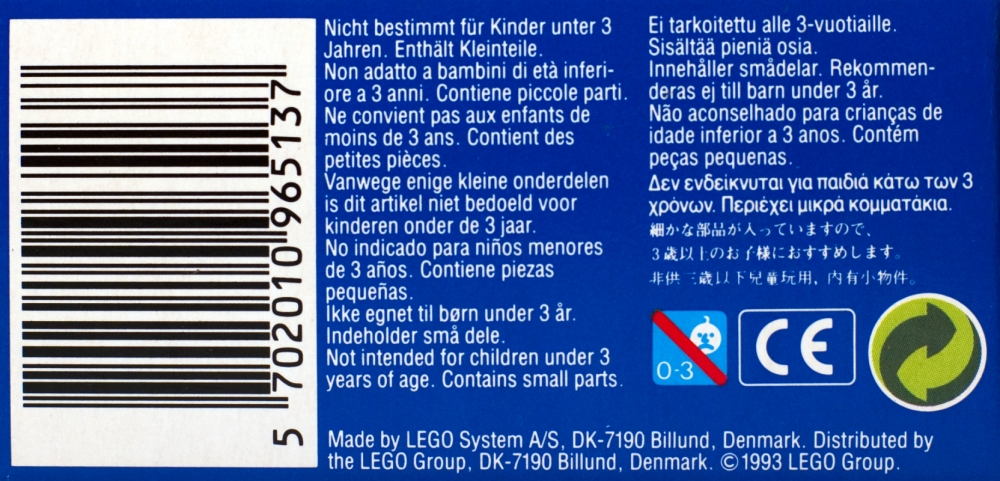 5 702010 965137
Nicht bestimmt für Kinder unter 3
Jahren. Enthält Kleinteile.
Non adatto a bambini di età inferi-
ore a 3 anni. Contiene piccole parti.
Ne convient pas aux enfants de
moins de 3 ans. Contient des
petites pièces.
Vanwege enige kleine onderdelen
is dit artikel niet bedoeld voor
kinderen onder de 3 jaar.
No indicado para niños menores
de 3 años. Contiene piezas
pequeñas.
Ikke egnet til børn under 3 år.
Indeholder små dele.
Not intended for children under 3
years of age. Contains small parts.
Ei tarkoitettu alle 3-vuotiaille.
Sisältää pieniä osia.
Innehåller smådelar. Rekommen-
deras ej till barn under 3 år.
Não aconselhado para crianças de
idade inferior a 3 anos. Contém
peças pequenas.
Δεν ενδείκνυται για παιδιά κάτω των 3
χρόνων. Περιέχει μικρά κομματάκια.
細かな部品が入っていますので、
3歳以上のお子様におすすめします。
非供三歳以下兒童玩用，內有小物件。
0-3
CE
Made by LEGO System A/S, DK-7190 Billund, Denmark. Distributed by
the LEGO Group, DK-7190 Billund, Denmark. ©1993 LEGO Group.